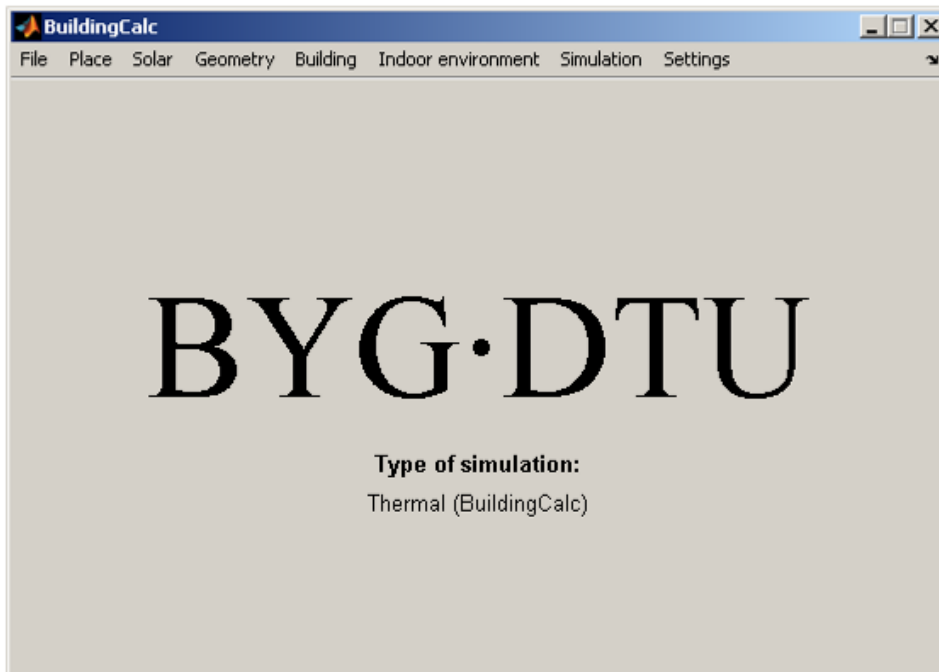 BuildingCalc
File Place Solar Geometry Building Indoor environment Simulation Settings
BYG·DTU
Type of simulation:
Thermal (BuildingCalc)